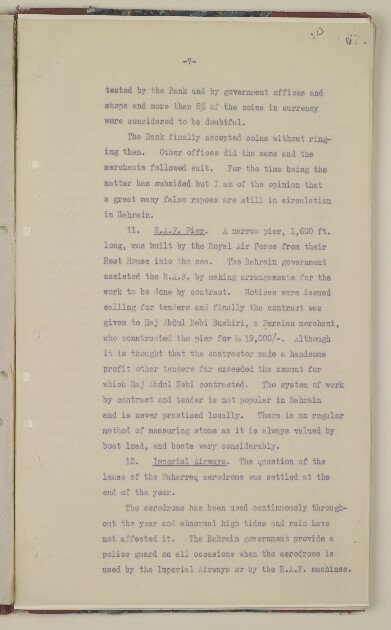 -7-
tested by the Bank and by government offices and
shops and more than 5% of the coins in currency
were considered to be doubtful.
The Bank finally accepted coins without ring-
ing them. Other offices did the same and the
merchants followed suit. For the time being the
matter has subsided but I am of the opinion that
a great many false rupees are still in circulation
in Bahrain.
11. R.A.F. Pier. A narrow pier, 1,600 ft.
long, was built by the Royal Air Force from their
Rest House into the sea. The Bahrain government
assisted the R.A.F. by making arrangements for the
work to be done by contract. Notices were issued
calling for tenders and finally the contract was
given to Haj Abdul Nebi Bushiri, a Persian merchant,
who constructed the pier for Rs 19,000/-. Although
it is thought that the contractor made a handsome
profit other tenders far exceeded the amount for
which Haj Abdul Nebi contracted. The system of work
by contract and tender is not popular in Bahrain
and is never practised locally. There is no regular
method of measuring stone as it is always valued by
boat load, and boats vary considerably.
12. Imperial Airways. The question of the
lease of the Muharraq aerodrome was settled at the
end of the year.
The aerodrome has been used continuously through-
out the year and abnormal high tides and rain have
not affected it. The Bahrain government provide a
police guard on all occasions when the aerodrome is
used by the Imperial Airways or by the R.A.F. machines.